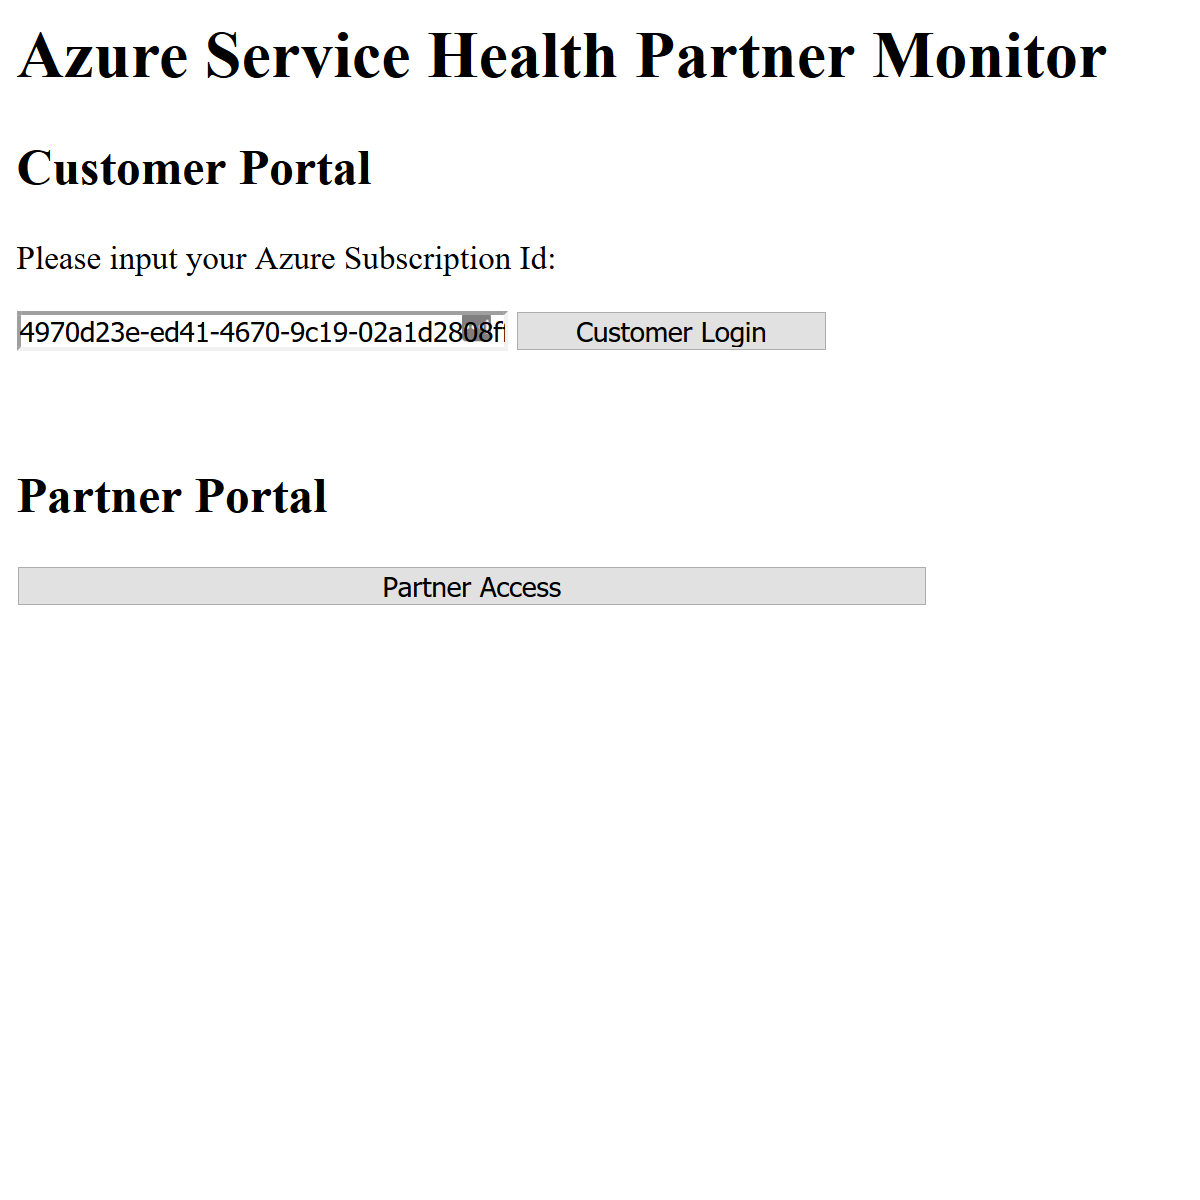 Azure Service Health Partner Monitor
Customer Portal
Please input your Azure Subscription Id:
4970d23e-ed41-4670-9c19-02a1d2808f
Customer Login
Partner Portal
Partner Access